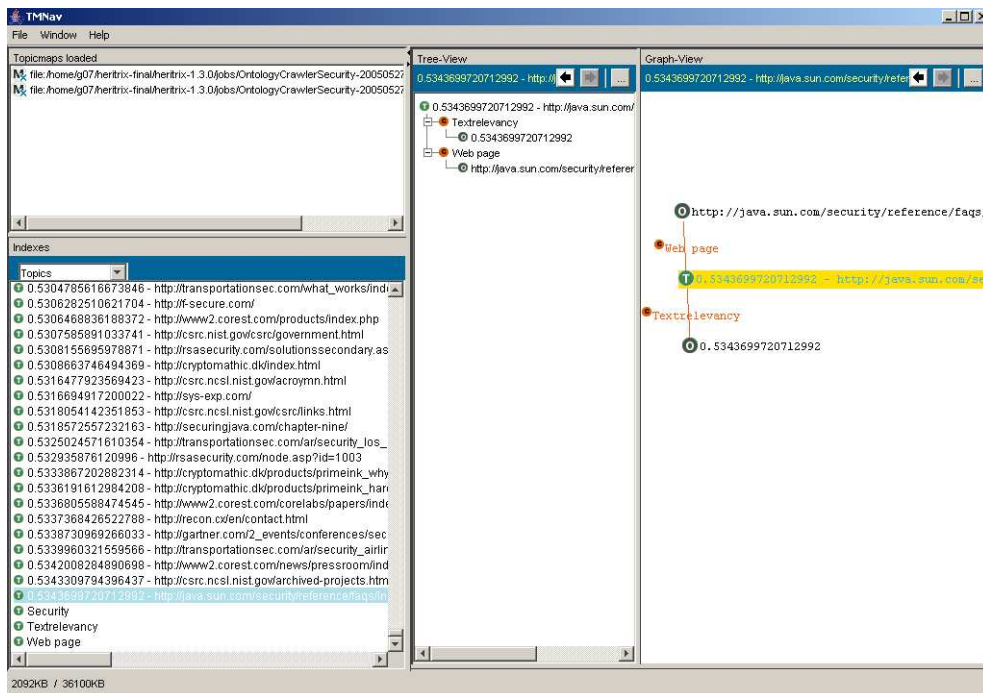 TMNav
File Window Help
Topicmaps loaded
file:/home/g07/heritrix-final/heritrix-1.3.0/jobs/OntologyCrawlerSecurity-20050527
file:/home/g07/heritrix-final/heritrix-1.3.0/jobs/OntologyCrawlerSecurity-20050527
Indexes
Topics
0.5304785616673846 - http://transportationsec.com/what_works/ind
0.5306282510621704 - http://f-secure.com/
0.5306468836188372 - http://www2.corest.com/products/index.php
0.5307585891033741 - http://csrc.nist.gov/csrc/government.html
0.5308155695978871 - http://rsasecurity.com/solutionssecondary.as
0.5308663746494369 - http://cryptomathic.dk/index.html
0.5316477923569423 - http://csrc.ncsl.nist.gov/acroymn.html
0.5316694917200022 - http://sys-exp.com/
0.5318054142351853 - http://csrc.ncsl.nist.gov/csrc/links.html
0.5318572557232163 - http://securingjava.com/chapter-nine/
0.5325024571610354 - http://transportationsec.com/ar/security_los_
0.532935876120996 - http://rsasecurity.com/node.asp?id=1003
0.5333867202882314 - http://cryptomathic.dk/products/primeink_why
0.5336191612984208 - http://cryptomathic.dk/products/primeink_har
0.5336805588474545 - http://www2.corest.com/corelabs/papers/inde
0.5337368426522788 - http://recon.cx/en/contact.html
0.5338730969266033 - http://gartner.com/2_events/conferences/sec
0.5339960321559566 - http://transportationsec.com/ar/security_airlin
0.5342008284890698 - http://www2.corest.com/news/pressroom/ind
0.5343309794396437 - http://csrc.ncsl.nist.gov/archived-projects.htm
0.5343699720712992 - http://java.sun.com/security/reference/faqs/in
Security
Textrelevancy
Web page
2092KB / 36100KB
Tree-View
0.5343699720712992 - http://j
...
0.5343699720712992 - http://java.sun.com/
Textrelevancy
0.5343699720712992
Web page
http://java.sun.com/security/referer
Graph-View
0.5343699720712992 - http://java.sun.com/security/refer
...
http://java.sun.com/security/reference/faqs,
Web page
0.5343699720712992 - http://java.sun.com/se
Textrelevancy
0.5343699720712992